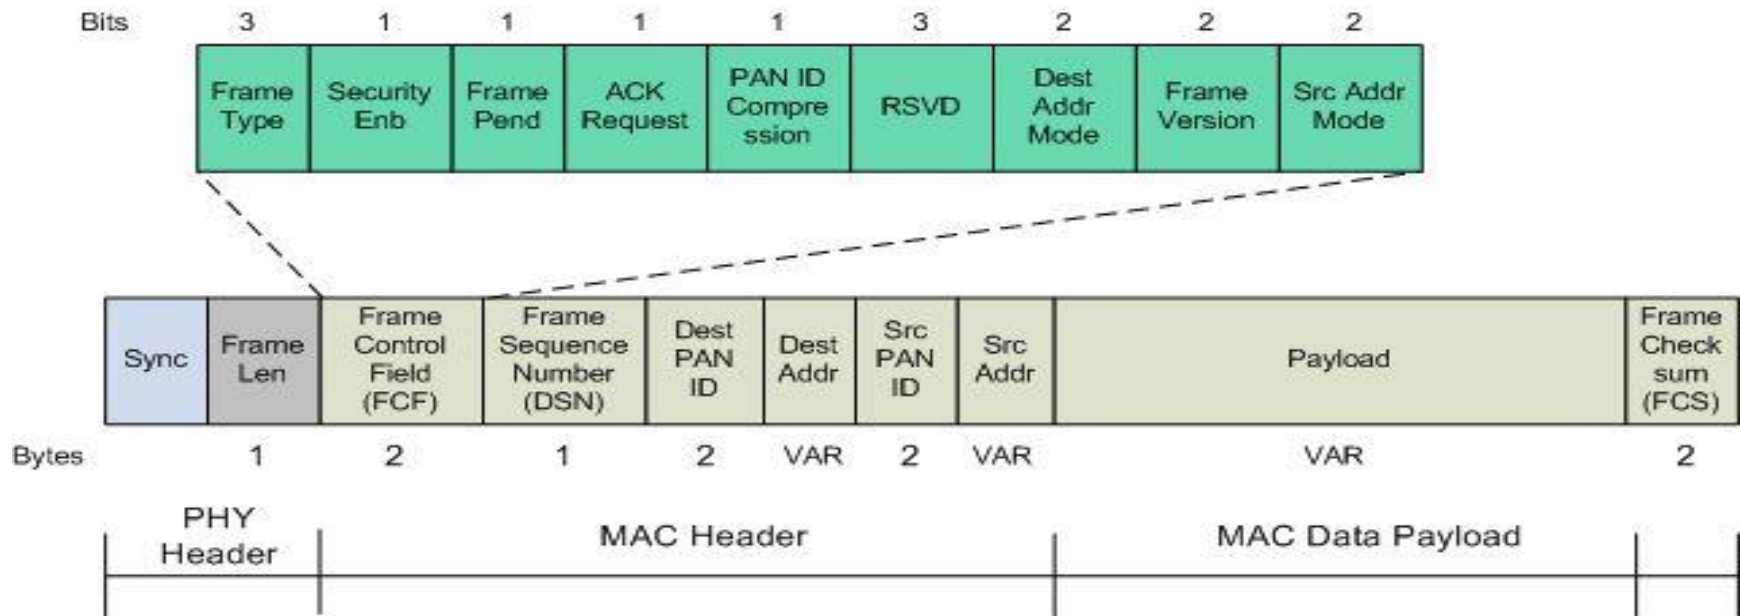 Bits 3 1 1 1 1 3 2 2 2
Frame Type
Security Enb
Frame Pend
ACK Request
PAN ID Compre ssion
RSVD
Dest Addr Mode
Frame Version
Src Addr Mode
Sync
Frame Len
Frame Control Field (FCF)
Frame Sequence Number (DSN)
Dest PAN ID
Dest Addr
Src PAN ID
Src Addr
Payload
Frame Check sum (FCS)
Bytes 1 2 1 2 VAR 2 VAR VAR 2
PHY Header
MAC Header
MAC Data Payload